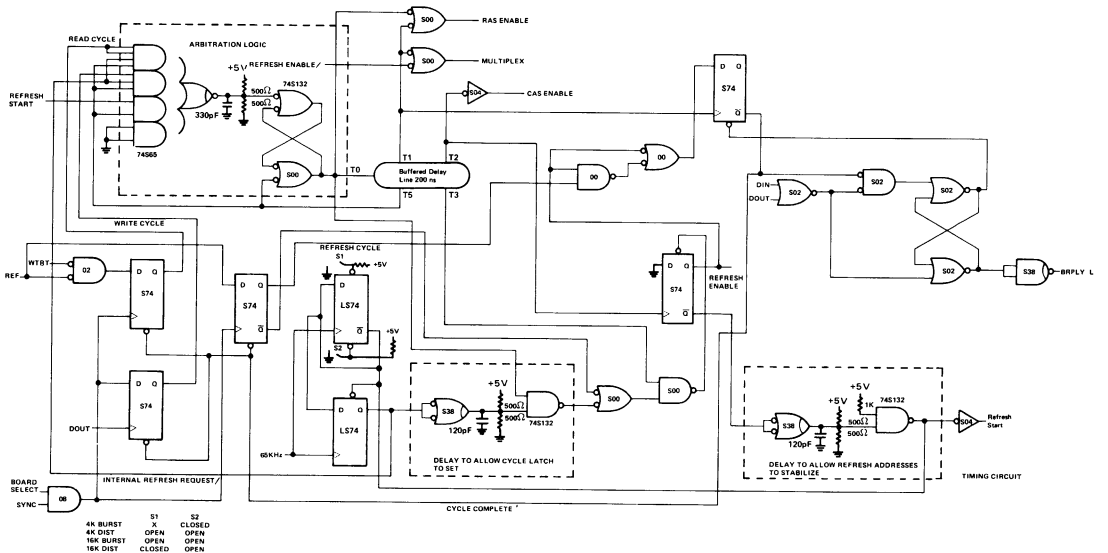 READ CYCLE
ARBITRATION LOGIC
S00
RAS ENABLE
REFRESH ENABLE/
S00
MULTIPLEX
+5V
74S132
500Ω
500Ω
REFRESH
START
330pF
74S65
S04
CAS ENABLE
D Q
S74
Q̅
S00
T0
T1 T2
Buffered Delay
Line 200 ns
T5 T3
00
00
DIN
DOUT
S02
S02
S02
S02
S38
BRPLY L
WRITE CYCLE
WTBT
REF
02
D Q
S74
D Q
S74
Q̅
REFRESH CYCLE
S1
+5V
D Q
LS74
Q̅
S2
+5V
D Q
S74
REFRESH
ENABLE
D Q
S74
DOUT
D Q
LS74
65KHz
S38
120pF
+5V
500Ω
500Ω
74S132
DELAY TO ALLOW CYCLE LATCH
TO SET
S00
S00
S38
120pF
+5V
500Ω
500Ω
+5V
1K
74S132
DELAY TO ALLOW REFRESH ADDRESSES
TO STABILIZE
S04
Refresh
Start
TIMING CIRCUIT
INTERNAL REFRESH REQUEST/
BOARD
SELECT
SYNC
08
CYCLE COMPLETE '
S1 S2
4K BURST X CLOSED
4K DIST OPEN OPEN
16K BURST OPEN OPEN
16K DIST CLOSED OPEN